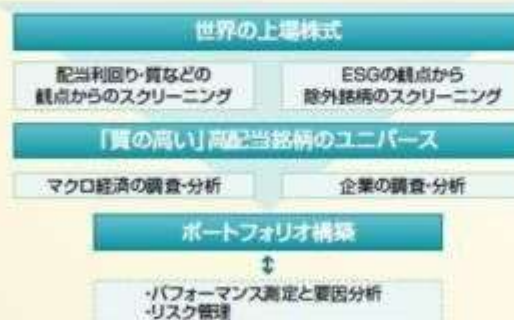 世界の上場株式
配当利回り・質などの
観点からのスクリーニング
ESGの観点から
除外銘柄のスクリーニング
「質の高い」高配当銘柄のユニバース
マクロ経済の調査・分析
企業の調査・分析
ポートフォリオ構築
・パフォーマンス測定と要因分析
・リスク管理